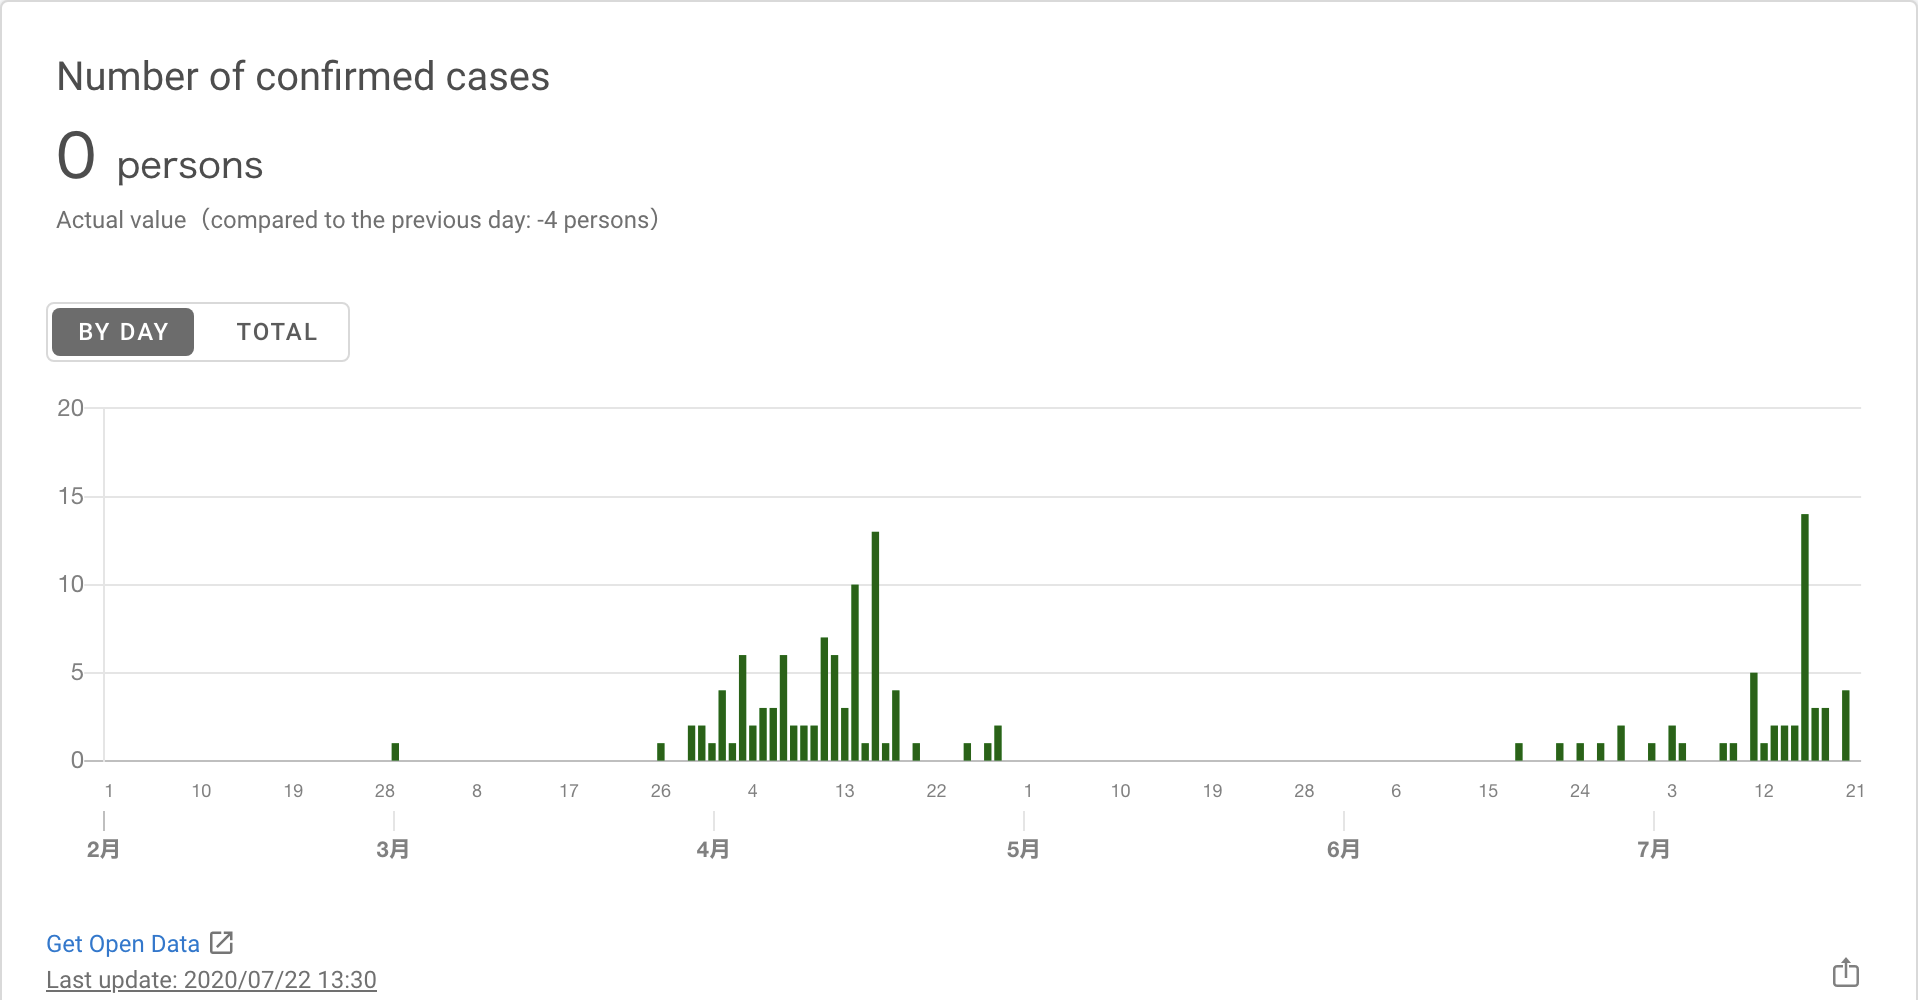 Number of confirmed cases
0 persons
Actual value（compared to the previous day: -4 persons）
BY DAY TOTAL
20
15
10
5
0
1 10 19 28 8 17 26 4 13 22 1 10 19 28 6 15 24 3 12 21
2月 3月 4月 5月 6月 7月
Get Open Data
Last update: 2020/07/22 13:30